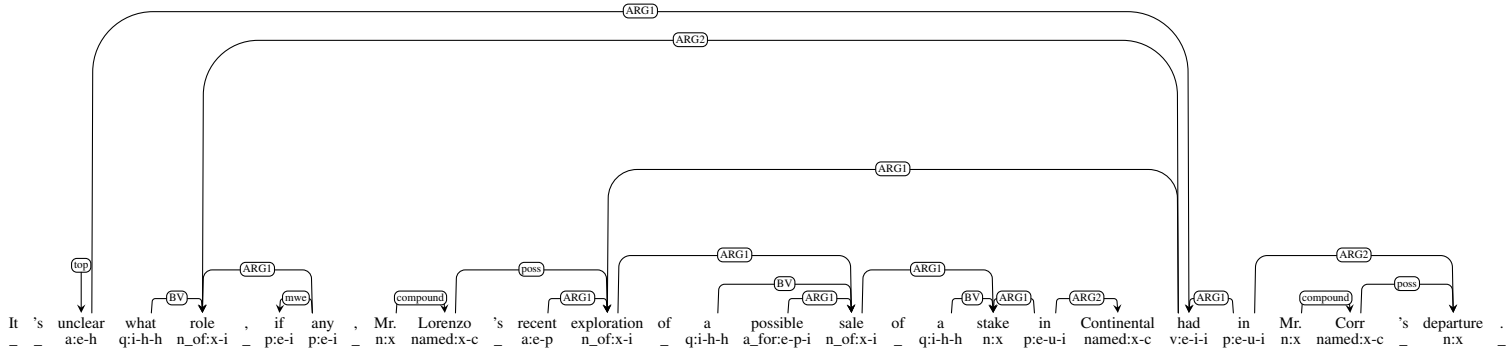 ARG1
ARG2
ARG1
top ARG1 poss ARG1 ARG1 ARG2
BV mwe compound ARG1 BV ARG1 BV ARG1 ARG2 ARG1 compound poss
It 's unclear what role , if any , Mr. Lorenzo 's recent exploration of a possible sale of a stake in Continental had in Mr. Corr 's departure .
_ _ a:e-h q:i-h-h n_of:x-i _ p:e-i p:e-i _ n:x named:x-c _ a:e-p n_of:x-i _ q:i-h-h a_for:e-p-i n_of:x-i _ q:i-h-h n:x p:e-u-i named:x-c v:e-i-i p:e-u-i n:x named:x-c _ n:x _